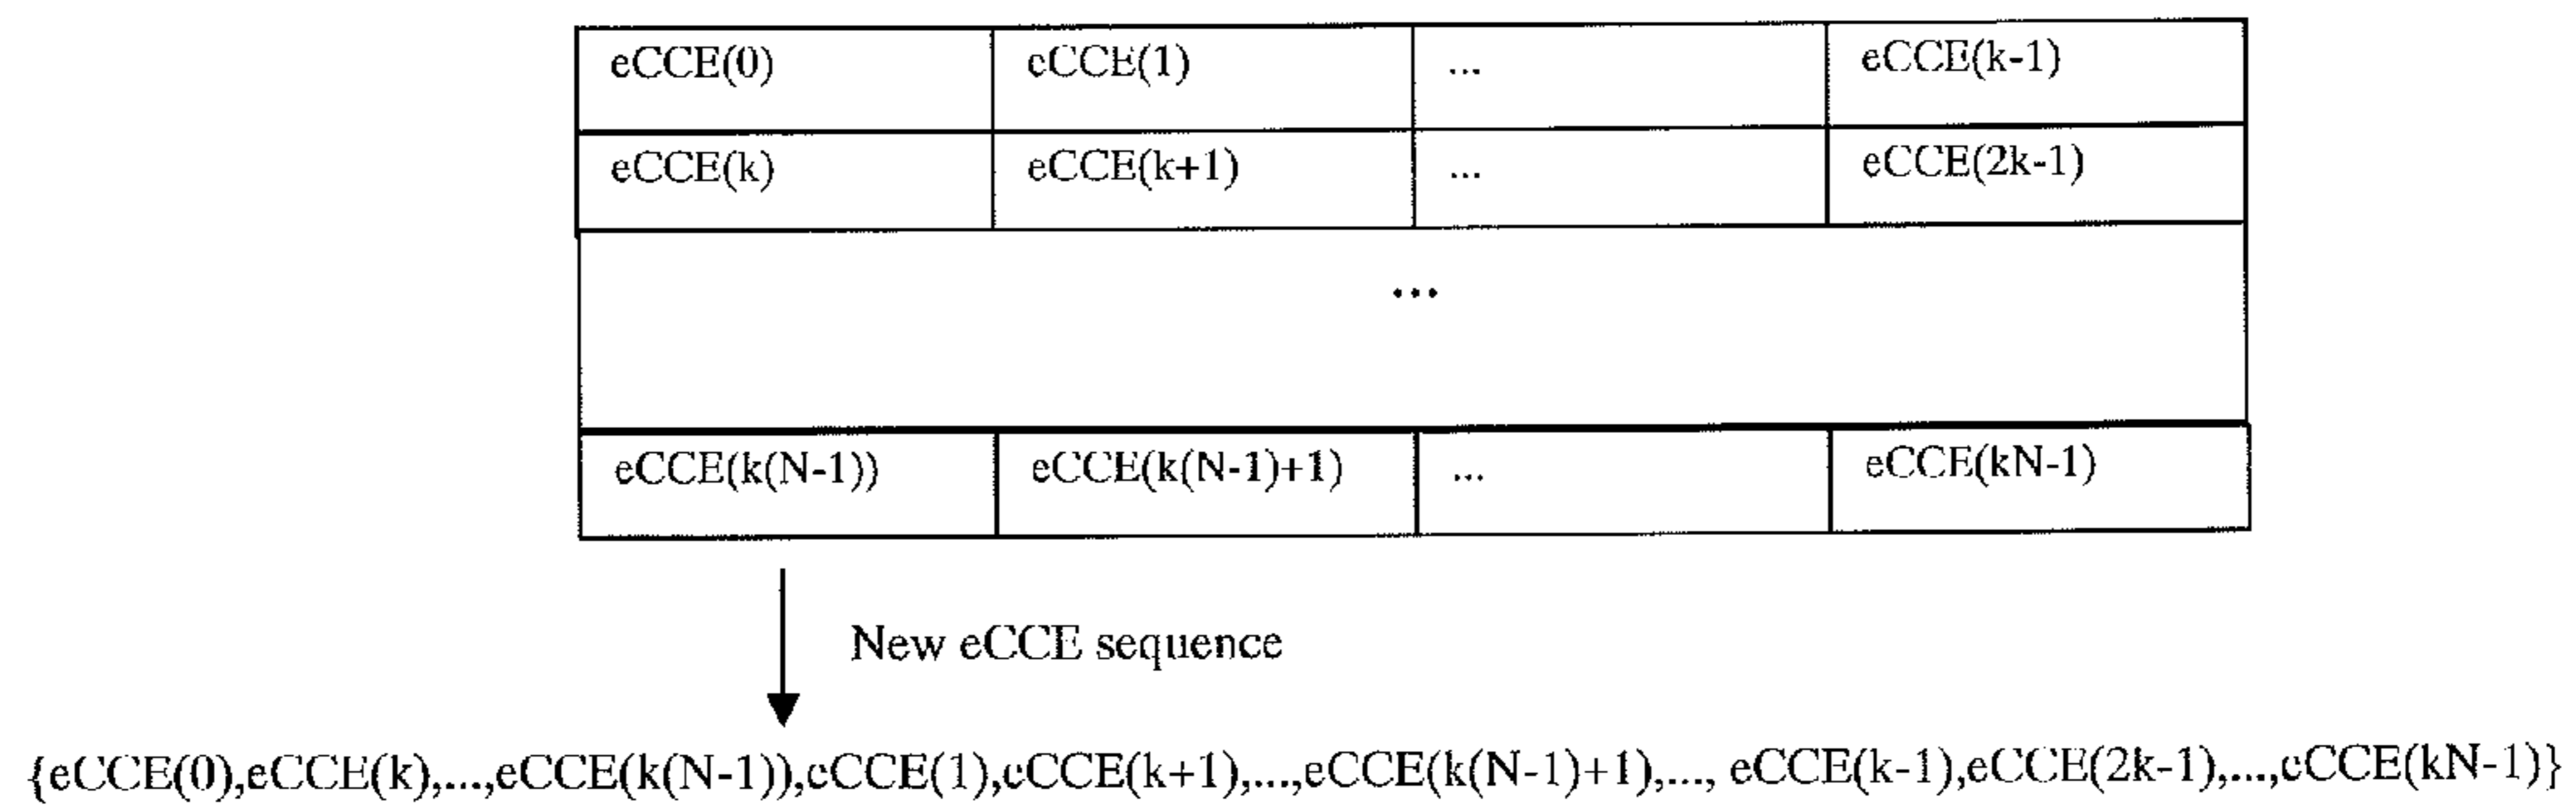 eCCE(0) eCCE(1) ... eCCE(k-1)
eCCE(k) eCCE(k+1) ... eCCE(2k-1)
...
eCCE(k(N-1)) eCCE(k(N-1)+1) ... eCCE(kN-1)
New eCCE sequence
{eCCE(0),eCCE(k),...,eCCE(k(N-1)),eCCE(1),eCCE(k+1),...,eCCE(k(N-1)+1),..., eCCE(k-1),eCCE(2k-1),...,eCCE(kN-1)}